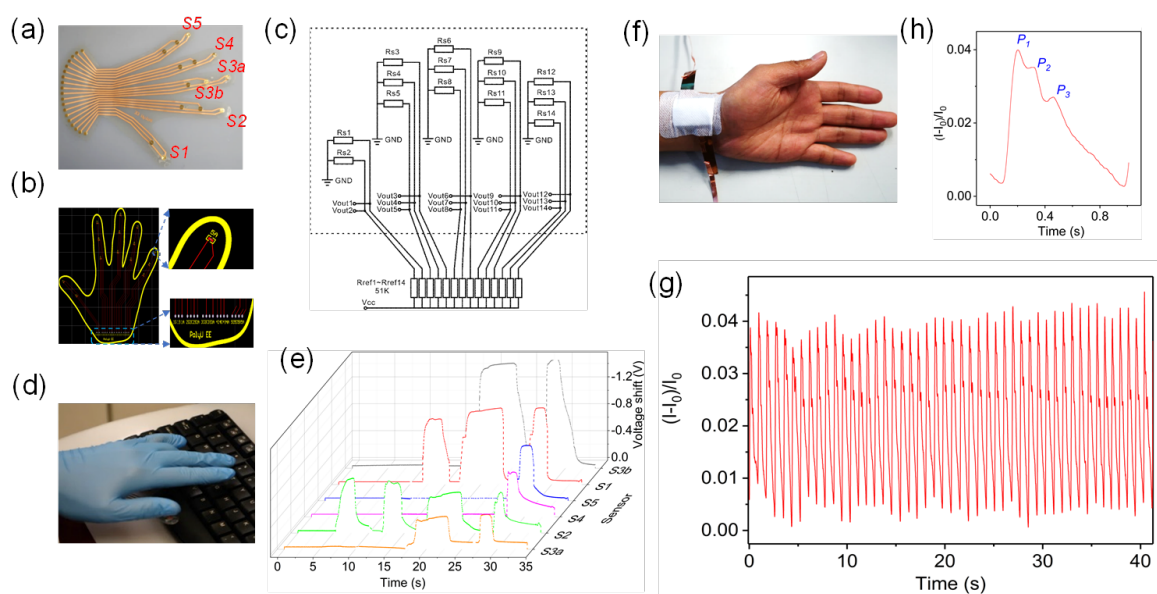 (a)
S5
S4
S3a
S3b
S2
S1
(b)
PolyU EE
(c)
Rs3
Rs4
Rs5
GND
Rs6
Rs7
Rs8
GND
Rs9
Rs10
Rs11
GND
Rs12
Rs13
Rs14
GND
Rs1
Rs2
GND
Vout1
Vout2
Vout3
Vout4
Vout5
Vout6
Vout7
Vout8
Vout9
Vout10
Vout11
Vout12
Vout13
Vout14
Rref1~Rref14
51K
Vcc
(d)
(e)
-1.2
-0.8
-0.4
0.0
Voltage shift (V)
S3b
S1
S5
S4
S2
S3a
Sensor
0 5 10 15 20 25 30 35
Time (s)
(f)
(h)
P1
P2
P3
0.04
0.02
0.00
(I-I0)/I0
0.0 0.4 0.8
Time (s)
(g)
0.04
0.03
0.02
0.01
0.00
(I-I0)/I0
0 10 20 30 40
Time (s)